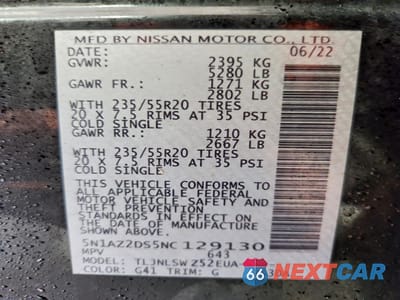 MFD BY NISSAN MOTOR CO., LTD.
DATE: 06/22
GVWR: 2395 KG
5280 LB
GAWR FR.: 1271 KG
2802 LB
WITH 235/55R20 TIRES
20 X 7.5 RIMS AT 35 PSI
COLD SINGLE
GAWR RR.: 1210 KG
2667 LB
WITH 235/55R20 TIRES
20 X 7.5 RIMS AT 35 PSI
COLD SINGLE
THIS VEHICLE CONFORMS TO
ALL APPLICABLE FEDERAL
MOTOR VEHICLE SAFETY AND
THEFT PREVENTION
STANDARDS IN EFFECT ON
THE DATE OF MANUFACTURE
SHOWN ABOVE.
5N1AZ2DS5NC129130
MPV 643
MODEL: TLJNLSWZ52EUA
COLOR: G41 TRIM: G 3
66 NEXTCAR